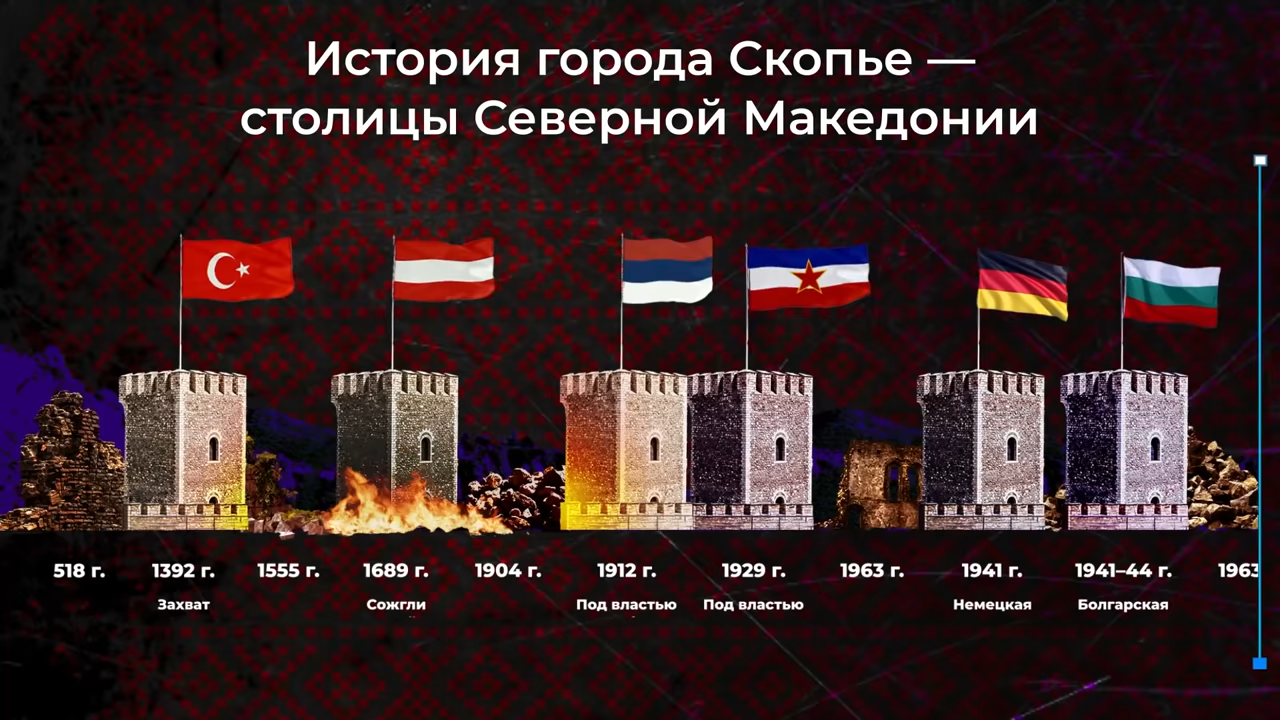 История города Скопье —
столицы Северной Македонии
518 г. 1392 г. 1555 г. 1689 г. 1904 г. 1912 г. 1929 г. 1963 г. 1941 г. 1941–44 г. 1963
Захват Сожгли Под властью Под властью Немецкая Болгарская